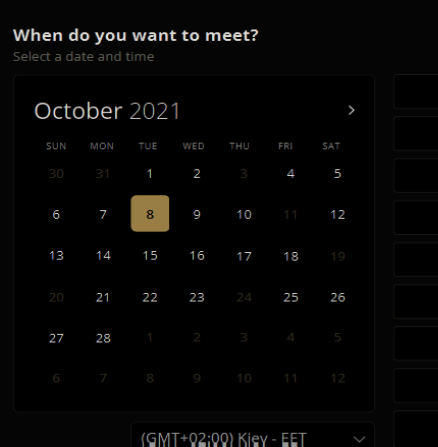 When do you want to meet?
Select a date and time
October 2021
SUN MON TUE WED THU FRI SAT
30 31 1 2 3 4 5
6 7 8 9 10 11 12
13 14 15 16 17 18 19
20 21 22 23 24 25 26
27 28 1 2 3 4 5
6 7 8 9 10 11 12
(GMT+02:00) Kiev - EET